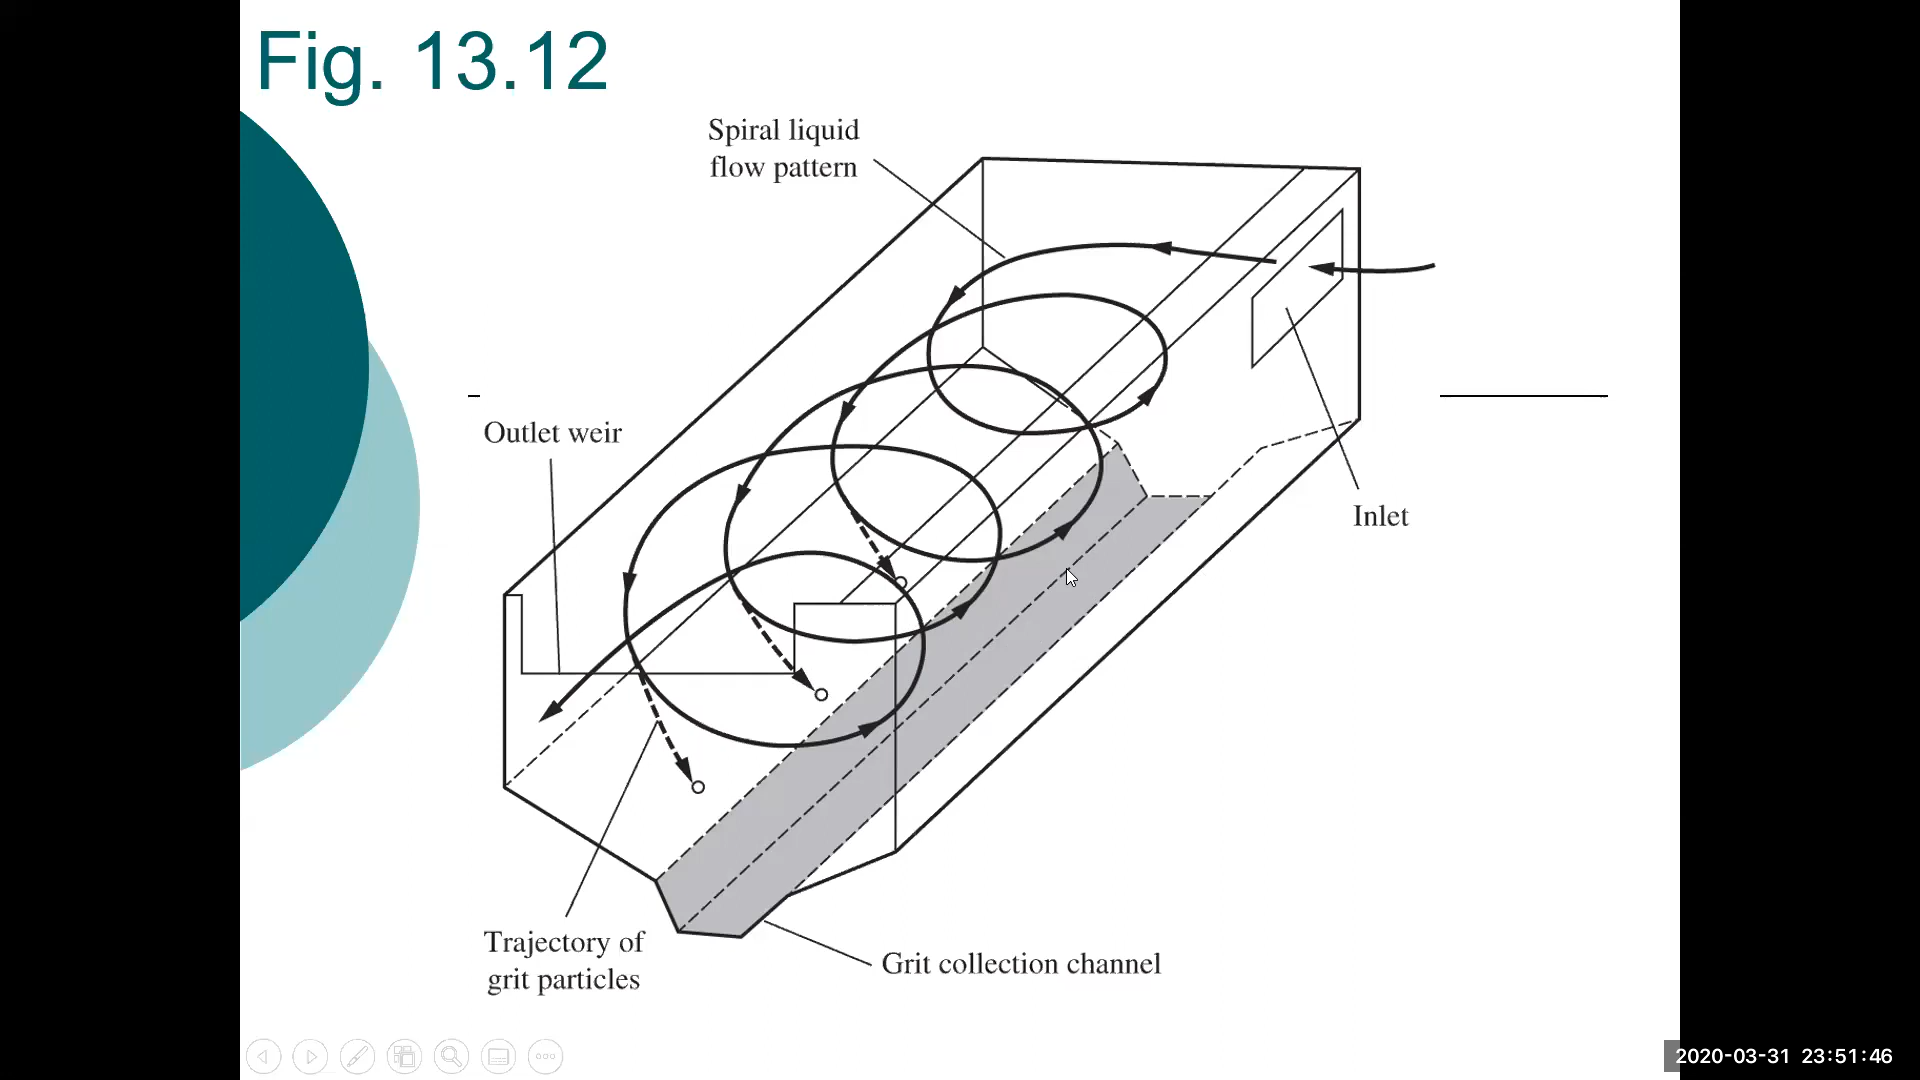 Fig. 13.12
Spiral liquid
flow pattern
Outlet weir
Inlet
Trajectory of
grit particles
Grit collection channel
2020-03-31 23:51:46